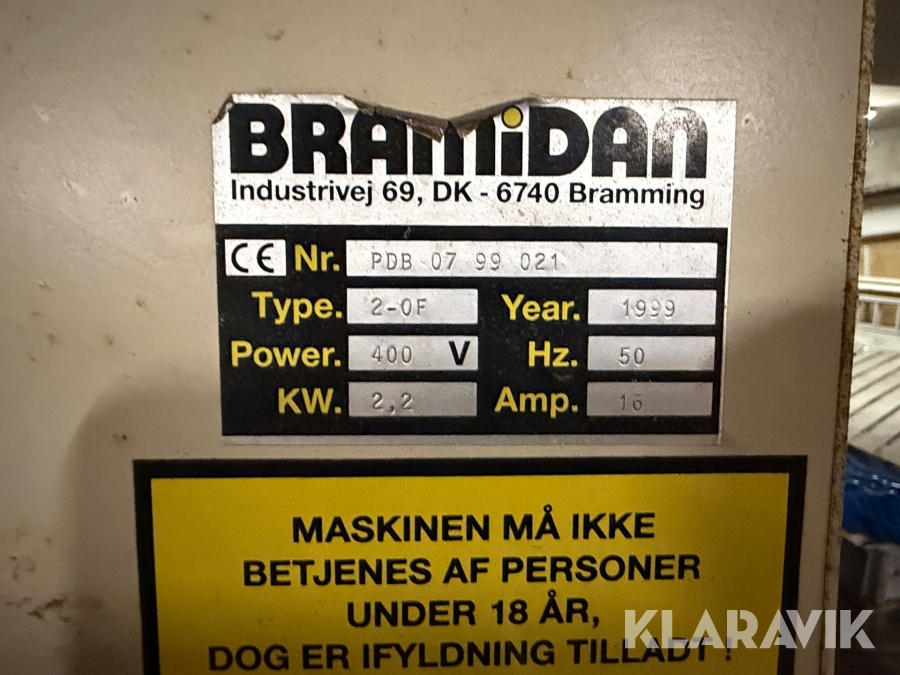 BRAMiDAN
Industrivej 69, DK - 6740 Bramming
CE Nr. PDB 07 99 021
Type. 2-0F Year. 1999
Power. 400 V Hz. 50
KW. 2,2 Amp. 16
MASKINEN MÅ IKKE
BETJENES AF PERSONER
UNDER 18 ÅR,
DOG ER IFYLDNING TILLADT !
KLARAVIK